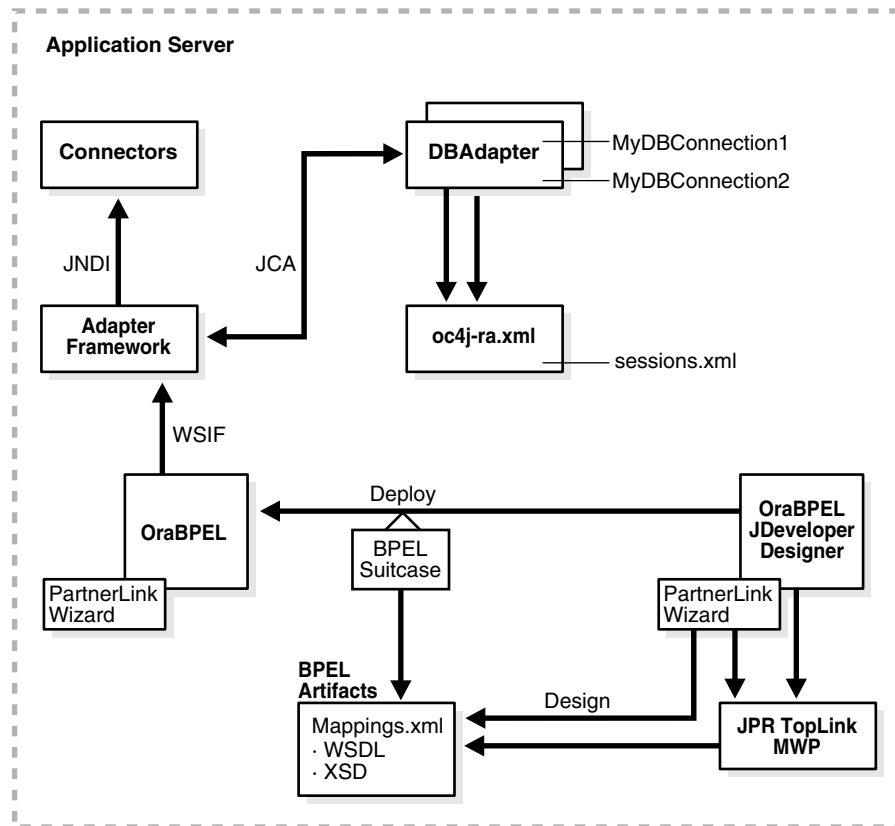 Application Server
Connectors
DBAdapter
MyDBConnection1
MyDBConnection2
JNDI
JCA
Adapter
Framework
oc4j-ra.xml
sessions.xml
WSIF
Deploy
OraBPEL
BPEL
Suitcase
OraBPEL
JDeveloper
Designer
PartnerLink
Wizard
PartnerLink
Wizard
BPEL
Artifacts
Design
Mappings.xml
· WSDL
· XSD
JPR TopLink
MWP